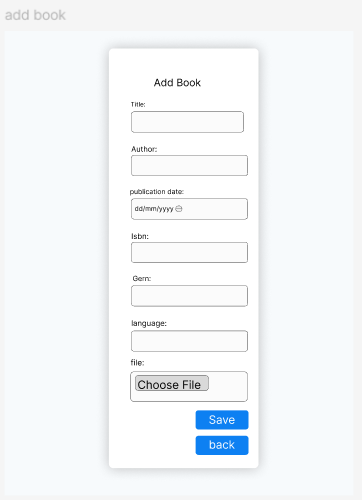 add book
Add Book
Title:
Author:
publication date:
dd/mm/yyyy
Isbn:
Gern:
language:
file:
Choose File
Save
back